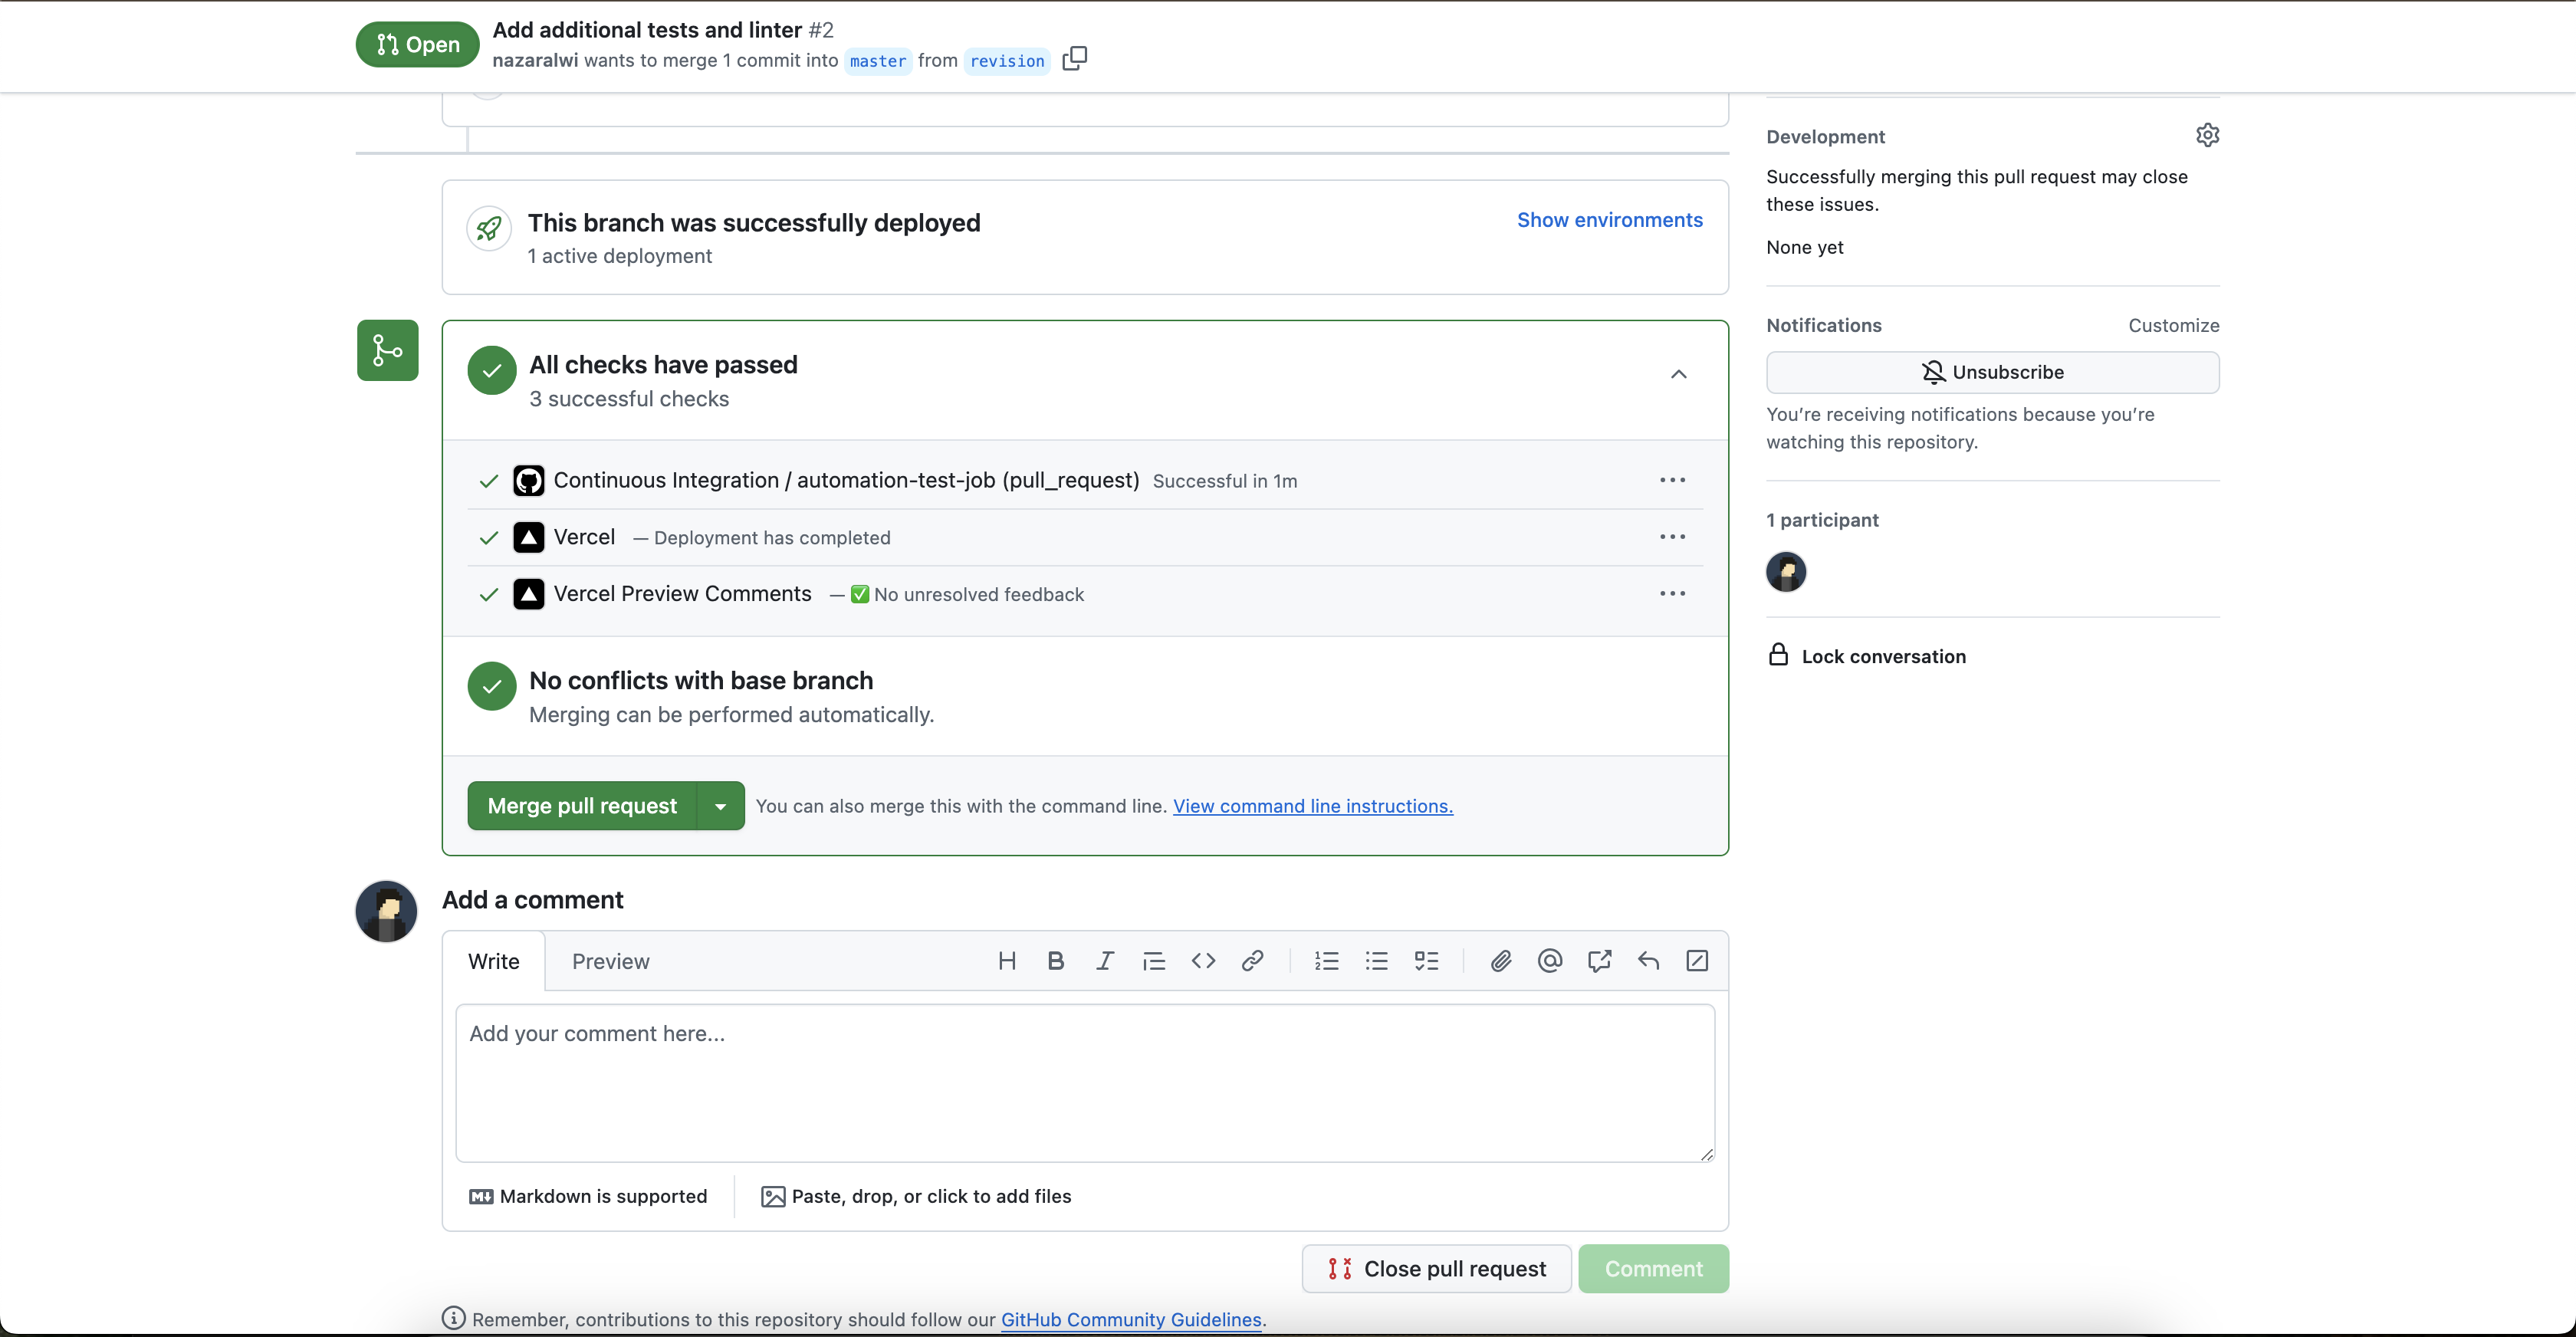 Open
Add additional tests and linter #2
nazaralwi wants to merge 1 commit into master from revision
This branch was successfully deployed
1 active deployment
Show environments
All checks have passed
3 successful checks
Continuous Integration / automation-test-job (pull_request) Successful in 1m
Vercel — Deployment has completed
Vercel Preview Comments — ✅ No unresolved feedback
No conflicts with base branch
Merging can be performed automatically.
Merge pull request
You can also merge this with the command line. View command line instructions.
Add a comment
Write
Preview
Add your comment here...
Markdown is supported
Paste, drop, or click to add files
Close pull request
Comment
Remember, contributions to this repository should follow our GitHub Community Guidelines.
Development
Successfully merging this pull request may close
these issues.
None yet
Notifications
Customize
Unsubscribe
You’re receiving notifications because you’re
watching this repository.
1 participant
Lock conversation